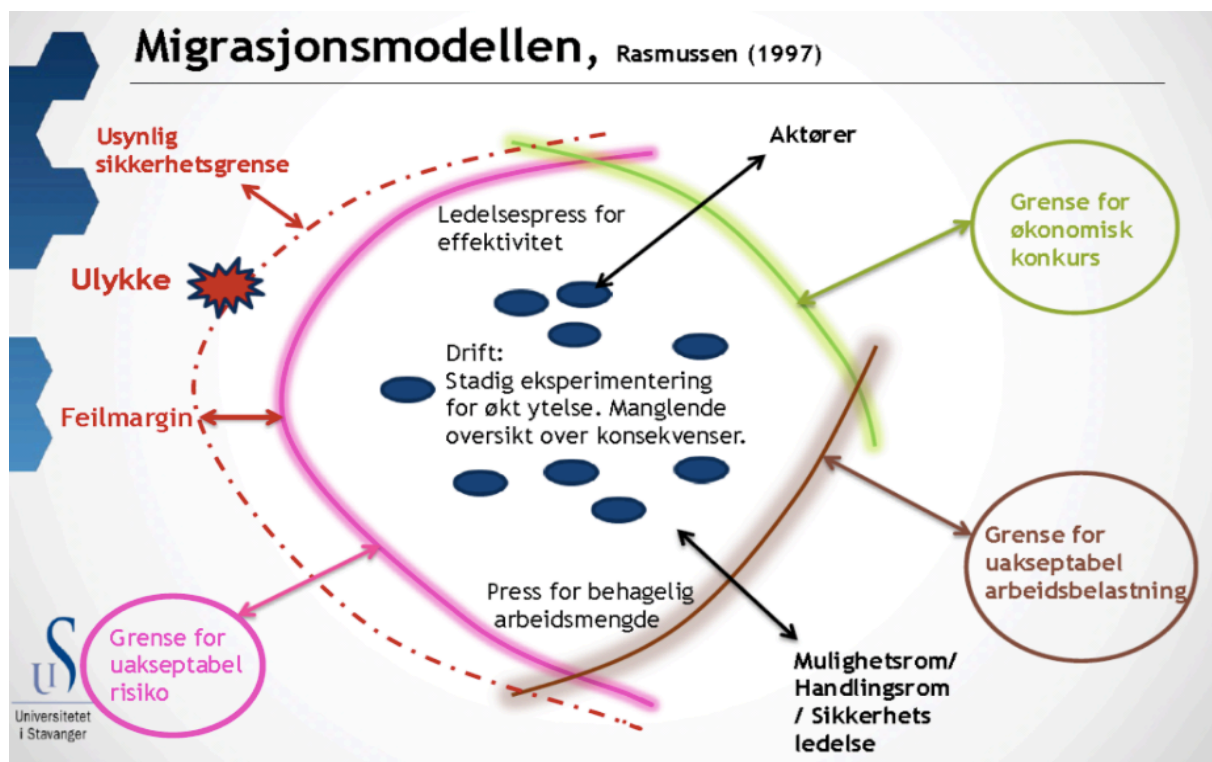 Migrasjonsmodellen, Rasmussen (1997)
Usynlig
sikkerhetsgrense
Aktører
Ledelsespress for
effektivitet
Grense for
økonomisk
konkurs
Ulykke
Drift:
Stadig eksperimentering
for økt ytelse. Manglende
oversikt over konsekvenser.
Feilmargin
Grense for
uakseptabel
arbeidsbelastning
Press for behagelig
arbeidsmengde
Grense for
uakseptabel
risiko
Mulighetsrom/
Handlingsrom
/ Sikkerhets
ledelse
uS
Universitetet
i Stavanger